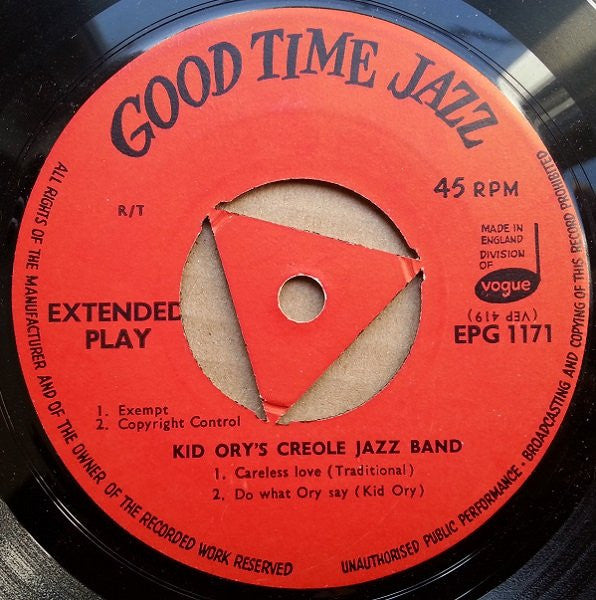 GOOD TIME JAZZ
R/T
45 RPM
MADE IN
ENGLAND
DIVISION
OF
vogue
EXTENDED
PLAY
(VEP 419)
EPG 1171
1. Exempt
2. Copyright Control
KID ORY'S CREOLE JAZZ BAND
1. Careless love (Traditional)
2. Do what Ory say (Kid Ory)
ALL RIGHTS OF THE MANUFACTURER AND OF THE OWNER OF THE RECORDED WORK RESERVED
UNAUTHORISED PUBLIC PERFORMANCE · BROADCASTING AND COPYING OF THIS RECORD PROHIBITED